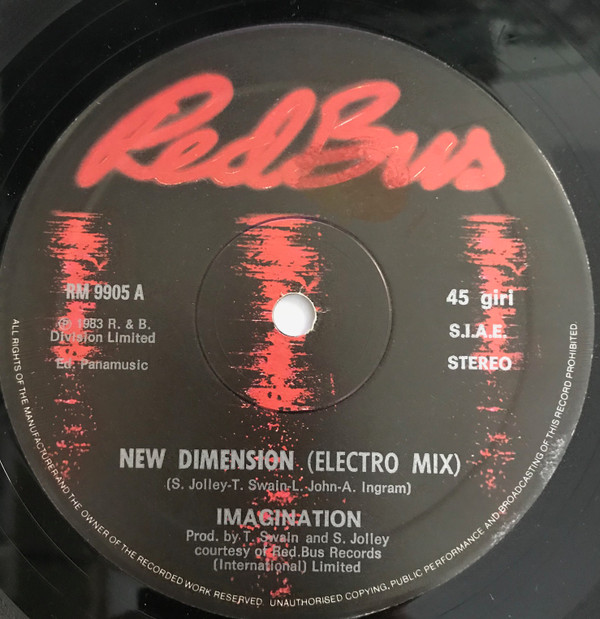 Red Bus
RM 9905 A
℗ 1983 R. & B.
Division Limited
Ed. Panamusic
45 giri
S.I.A.E.
STEREO
NEW DIMENSION (ELECTRO MIX)
(S. Jolley-T. Swain-L. John-A. Ingram)
IMAGINATION
Prod. by T. Swain and S. Jolley
courtesy of Red.Bus Records
(International) Limited
ALL RIGHTS OF THE MANUFACTURER AND THE OWNER OF THE RECORDED WORK RESERVED. UNAUTHORISED COPYING, PUBLIC PERFORMANCE AND BROADCASTING OF THIS RECORD PROHIBITED.